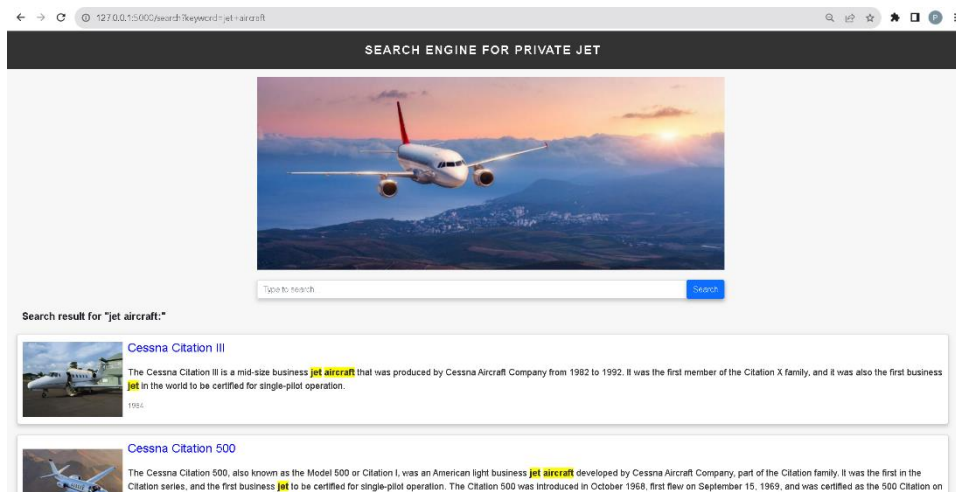 127.0.0.1:5000/search?keyword=jet+aircraft
P
SEARCH ENGINE FOR PRIVATE JET
Type to search
Search
Search result for "jet aircraft:"
Cessna Citation III
The Cessna Citation III is a mid-size business jet aircraft that was produced by Cessna Aircraft Company from 1982 to 1992. It was the first member of the Citation X family, and it was also the first business
jet in the world to be certified for single-pilot operation.
Cessna Citation 500
The Cessna Citation 500, also known as the Model 500 or Citation I, was an American light business jet aircraft developed by Cessna Aircraft Company, part of the Citation family. It was the first in the
Citation series, and the first business jet to be certified for single-pilot operation. The Citation 500 was introduced in October 1968, first flew on September 15, 1969, and was certified as the 500 Citation on